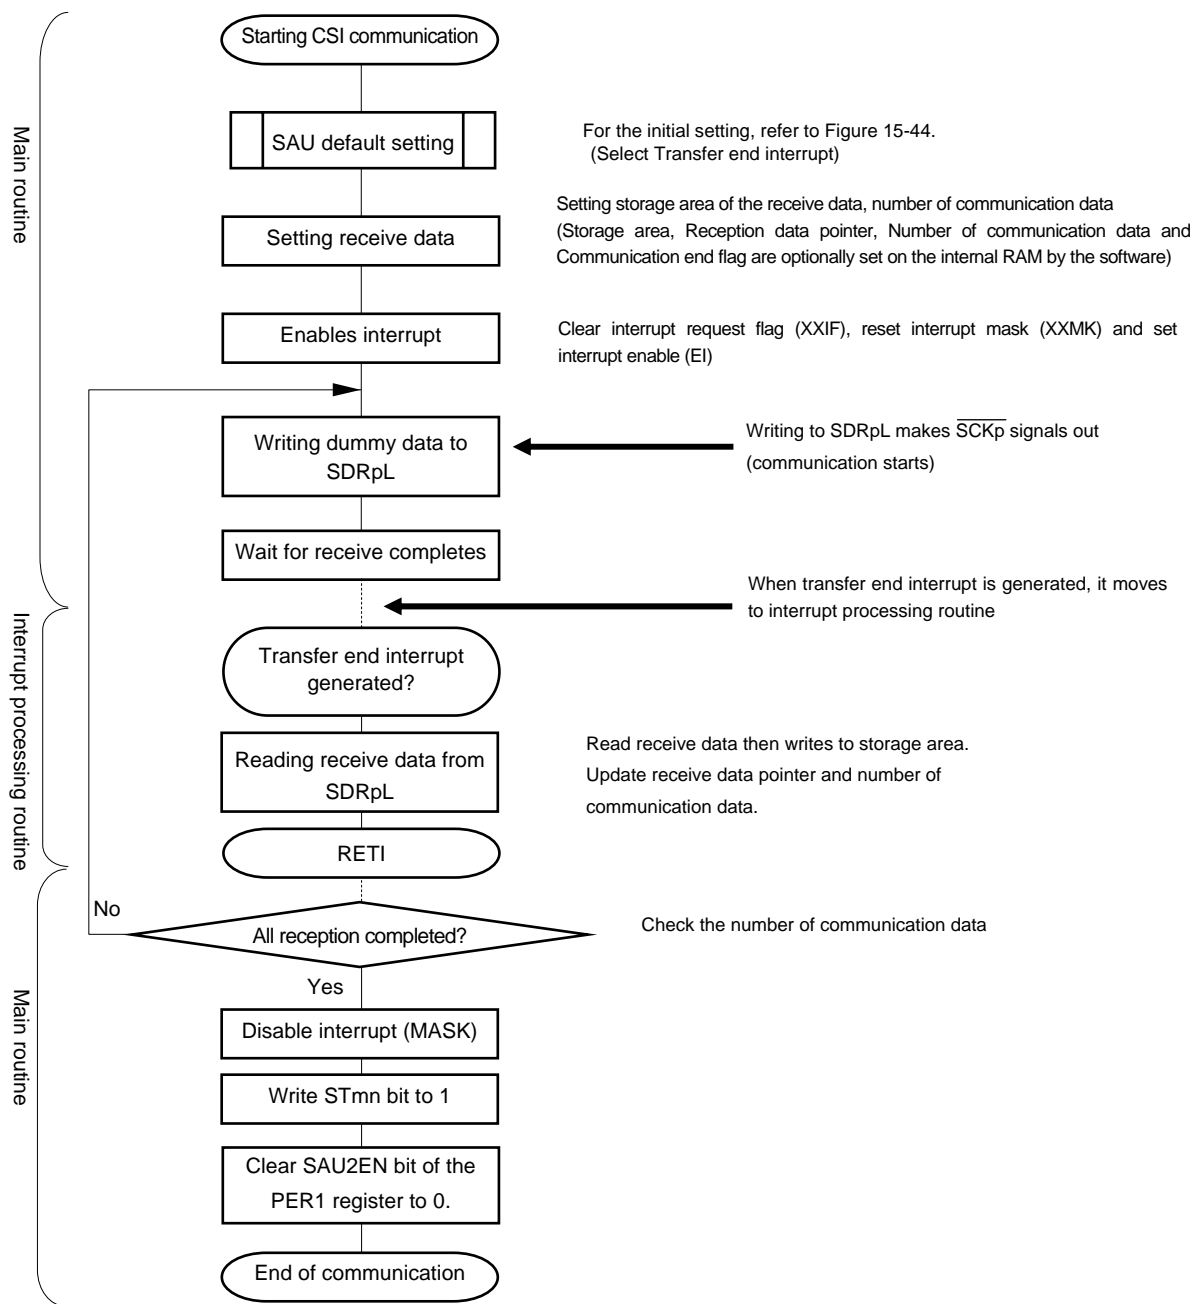 Starting CSI communication
Main routine
SAU default setting
For the initial setting, refer to Figure 15-44.
(Select Transfer end interrupt)
Setting receive data
Setting storage area of the receive data, number of communication data
(Storage area, Reception data pointer, Number of communication data and
Communication end flag are optionally set on the internal RAM by the software)
Enables interrupt
Clear interrupt request flag (XXIF), reset interrupt mask (XXMK) and set
interrupt enable (EI)
Writing dummy data to
SDRpL
Writing to SDRpL makes S̅C̅K̅p̅ signals out
(communication starts)
Wait for receive completes
When transfer end interrupt is generated, it moves
to interrupt processing routine
Interrupt processing routine
Transfer end interrupt
generated?
Reading receive data from
SDRpL
Read receive data then writes to storage area.
Update receive data pointer and number of
communication data.
RETI
No
All reception completed?
Check the number of communication data
Yes
Main routine
Disable interrupt (MASK)
Write STmn bit to 1
Clear SAU2EN bit of the
PER1 register to 0.
End of communication